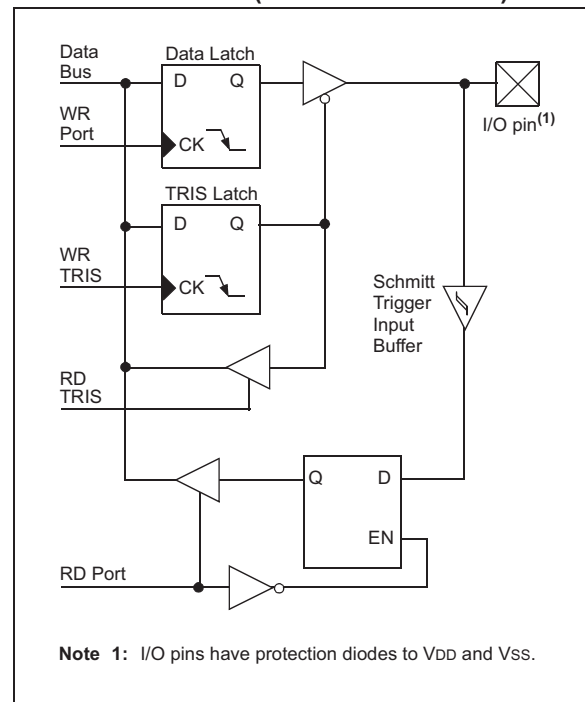 Data
Bus
Data Latch
D Q
WR
Port
CK
I/O pin(1)
TRIS Latch
D Q
WR
TRIS
CK
Schmitt
Trigger
Input
Buffer
RD
TRIS
Q D
EN
RD Port
Note 1: I/O pins have protection diodes to VDD and VSS.